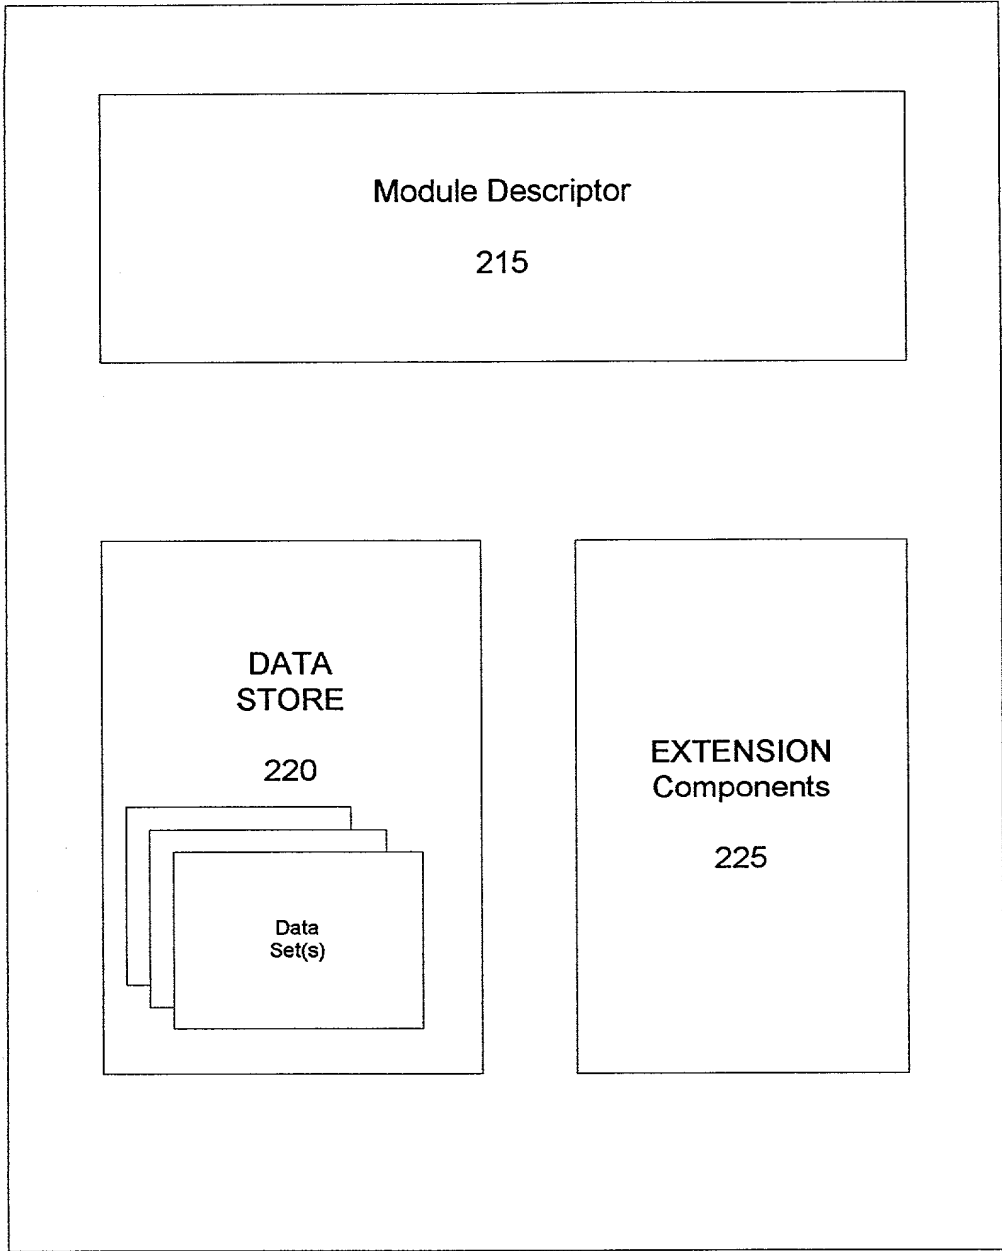 Module Descriptor
215
DATA
STORE
220
Data
Set(s)
EXTENSION
Components
225